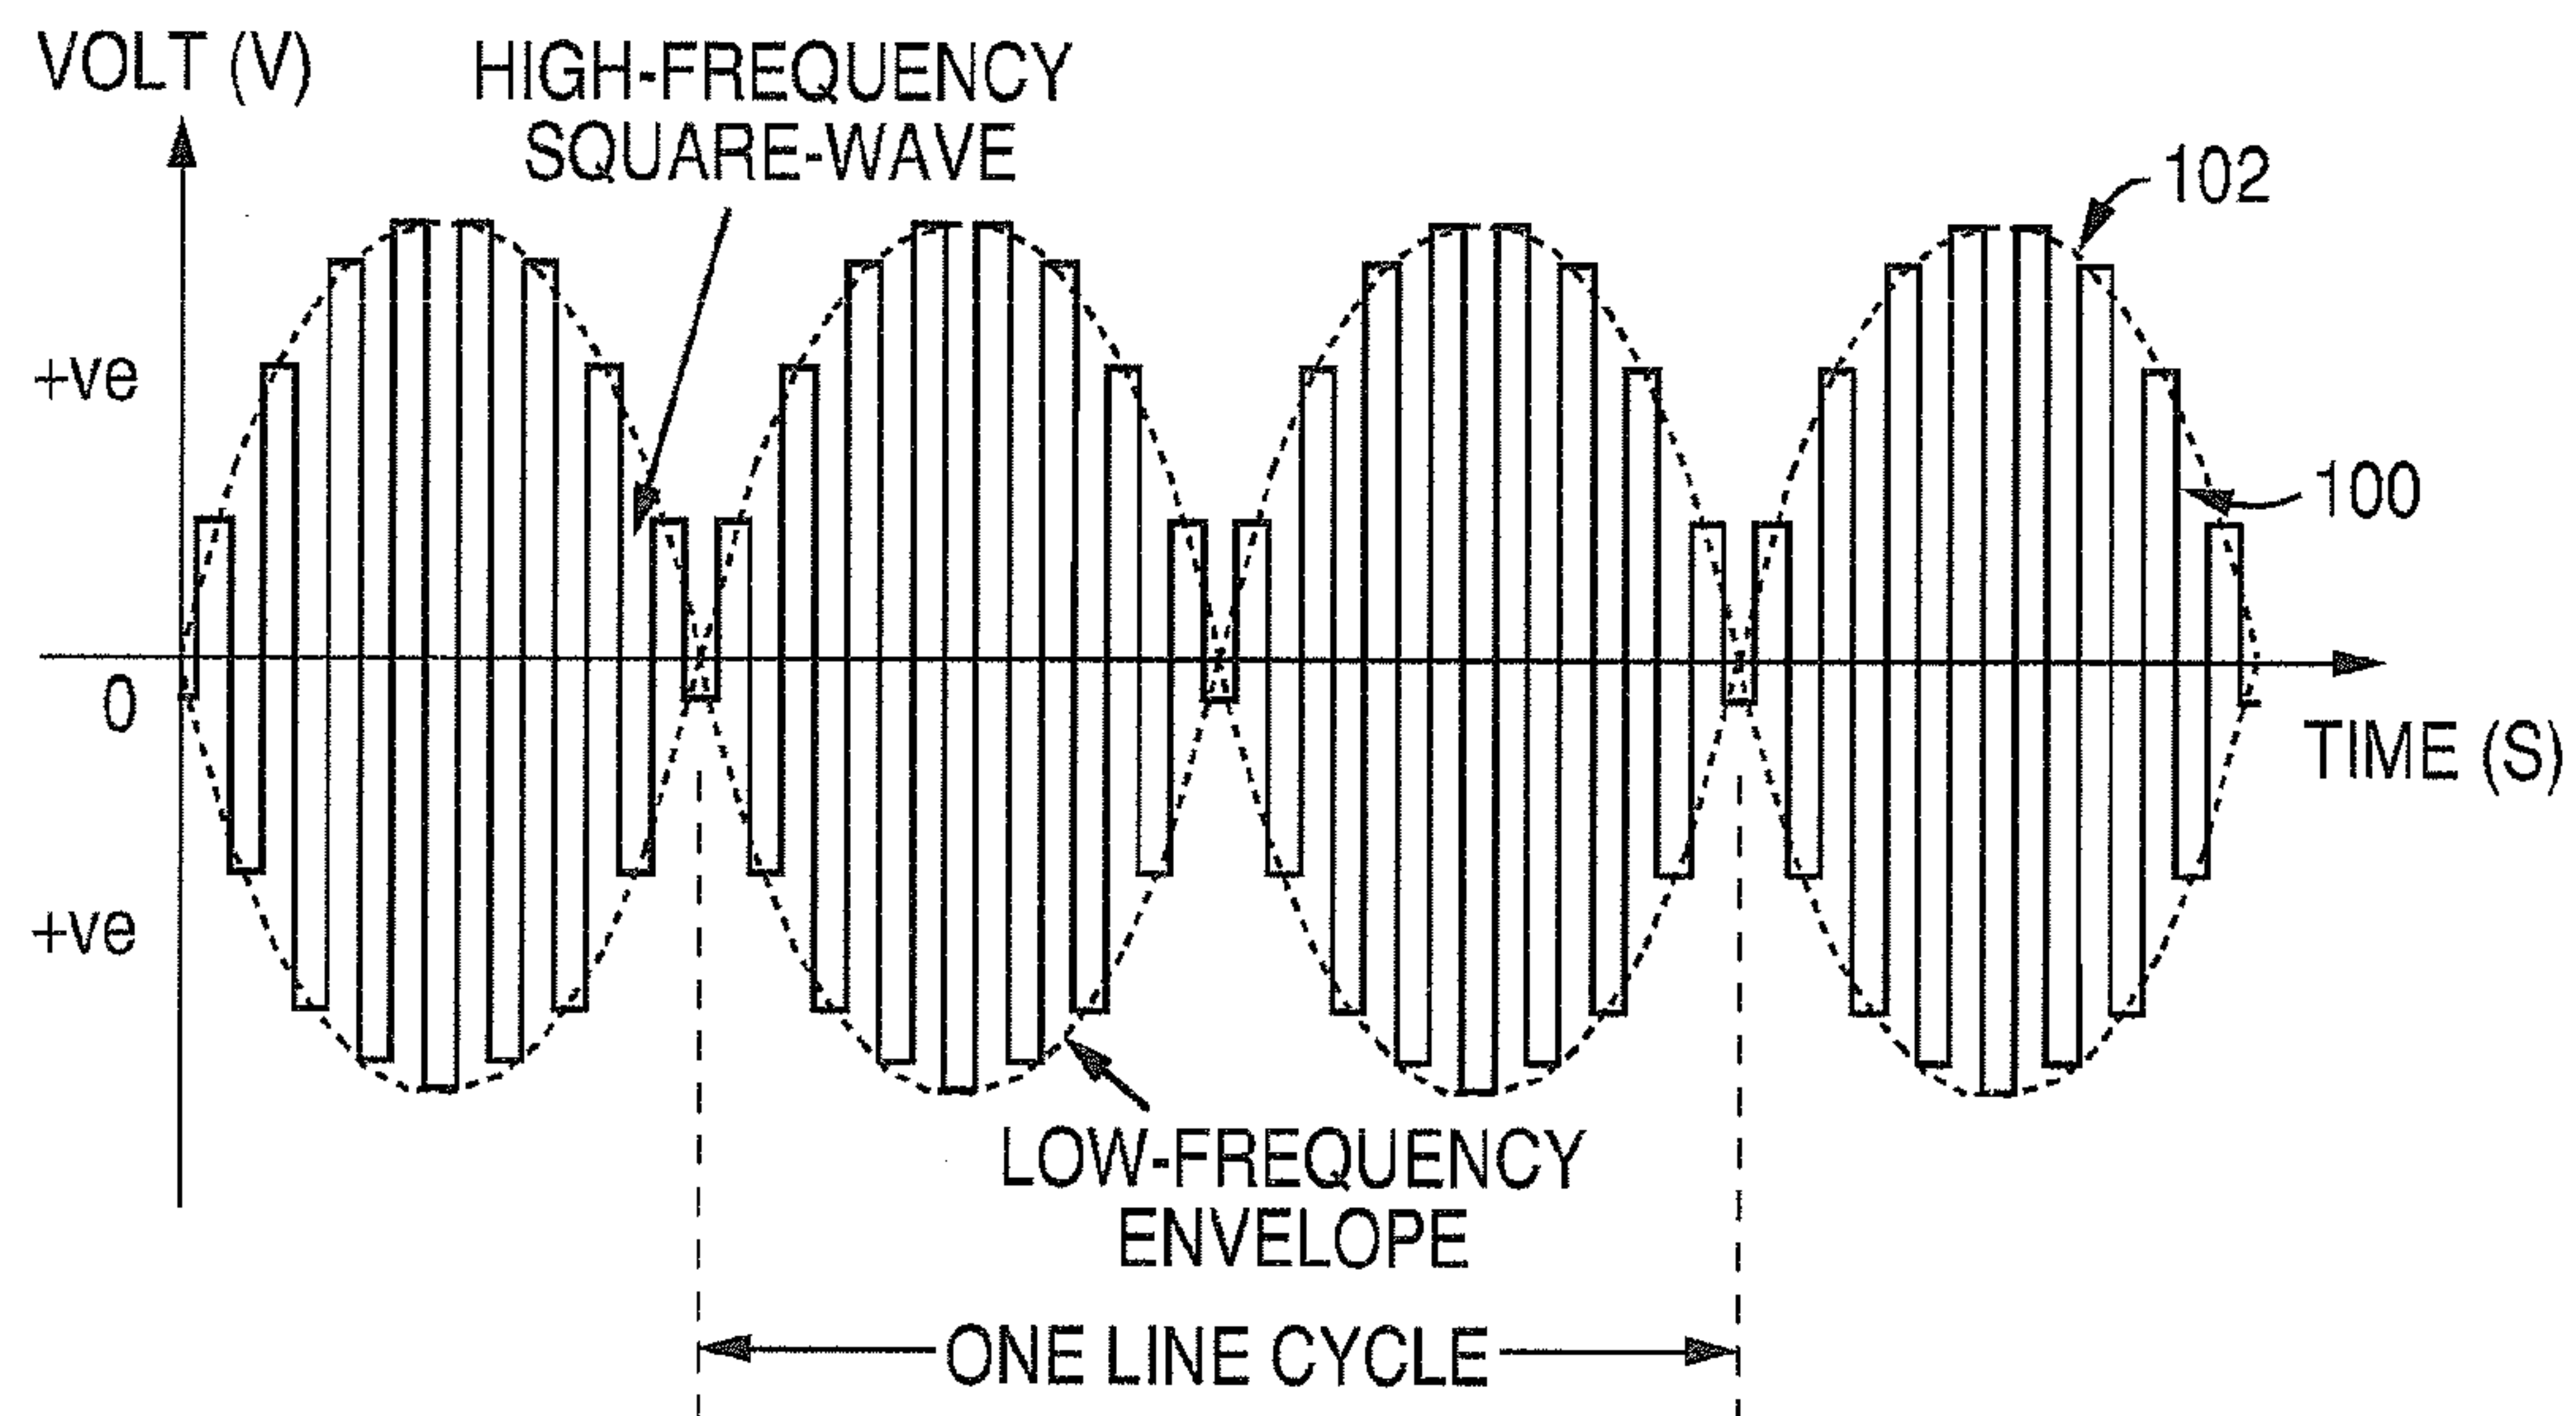 VOLT (V)
HIGH-FREQUENCY
SQUARE-WAVE
102
+ve
100
0
TIME (S)
+ve
LOW-FREQUENCY
ENVELOPE
ONE LINE CYCLE